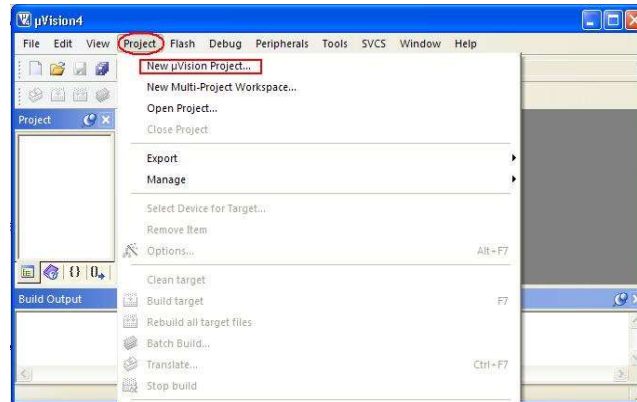 µVision4
File Edit View Project Flash Debug Peripherals Tools SVCS Window Help
New µVision Project...
New Multi-Project Workspace...
Open Project...
Project
Close Project
Export
Manage
Select Device for Target...
Remove Item
Options... Alt+F7
Clean target
Build Output
Build target F7
Rebuild all target files
Batch Build...
Translate... Ctrl+F7
Stop build